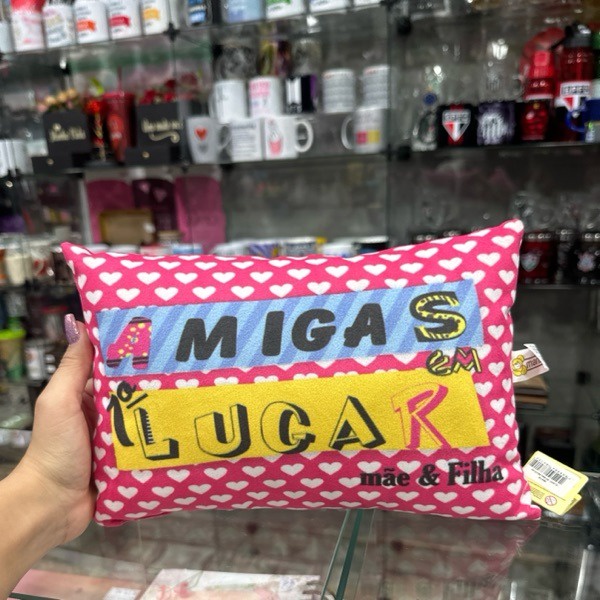 AMIGAS
em
1º LUGAR
mãe & Filha